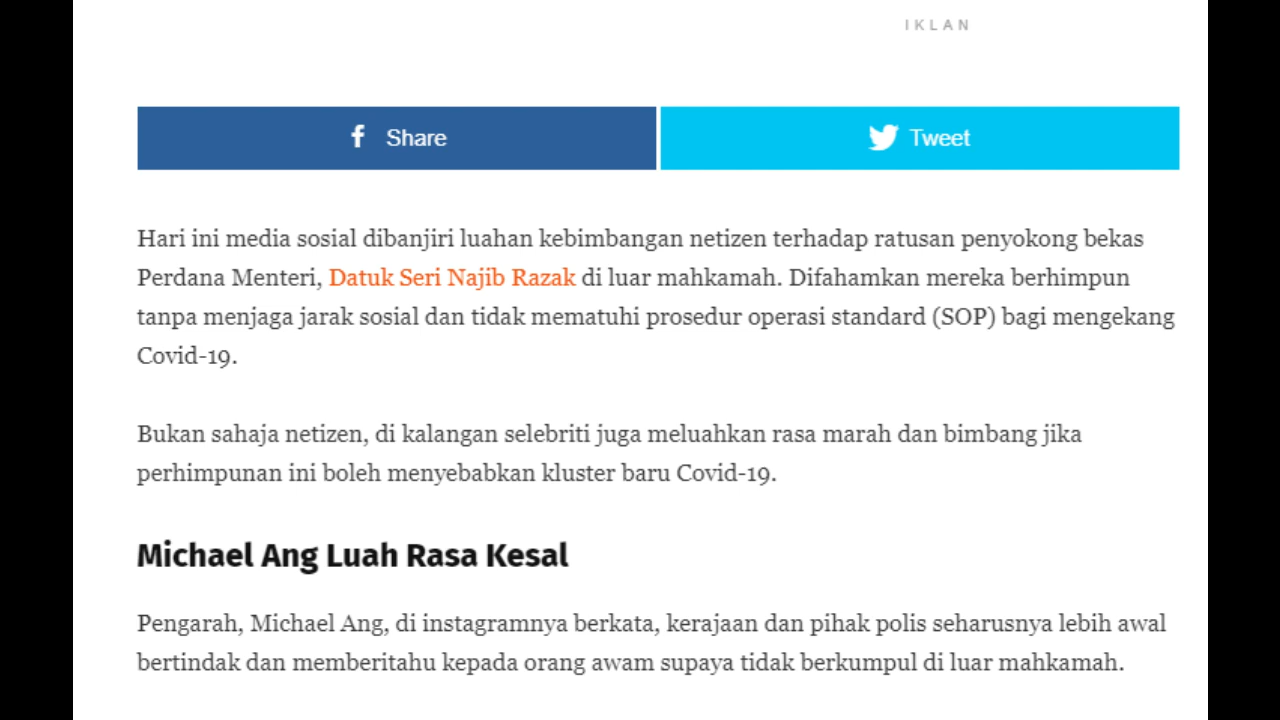 IKLAN
Share
Tweet
Hari ini media sosial dibanjiri luahan kebimbangan netizen terhadap ratusan penyokong bekas
Perdana Menteri, Datuk Seri Najib Razak di luar mahkamah. Difahamkan mereka berhimpun
tanpa menjaga jarak sosial dan tidak mematuhi prosedur operasi standard (SOP) bagi mengekang
Covid-19.
Bukan sahaja netizen, di kalangan selebriti juga meluahkan rasa marah dan bimbang jika
perhimpunan ini boleh menyebabkan kluster baru Covid-19.
Michael Ang Luah Rasa Kesal
Pengarah, Michael Ang, di instagramnya berkata, kerajaan dan pihak polis seharusnya lebih awal
bertindak dan memberitahu kepada orang awam supaya tidak berkumpul di luar mahkamah.